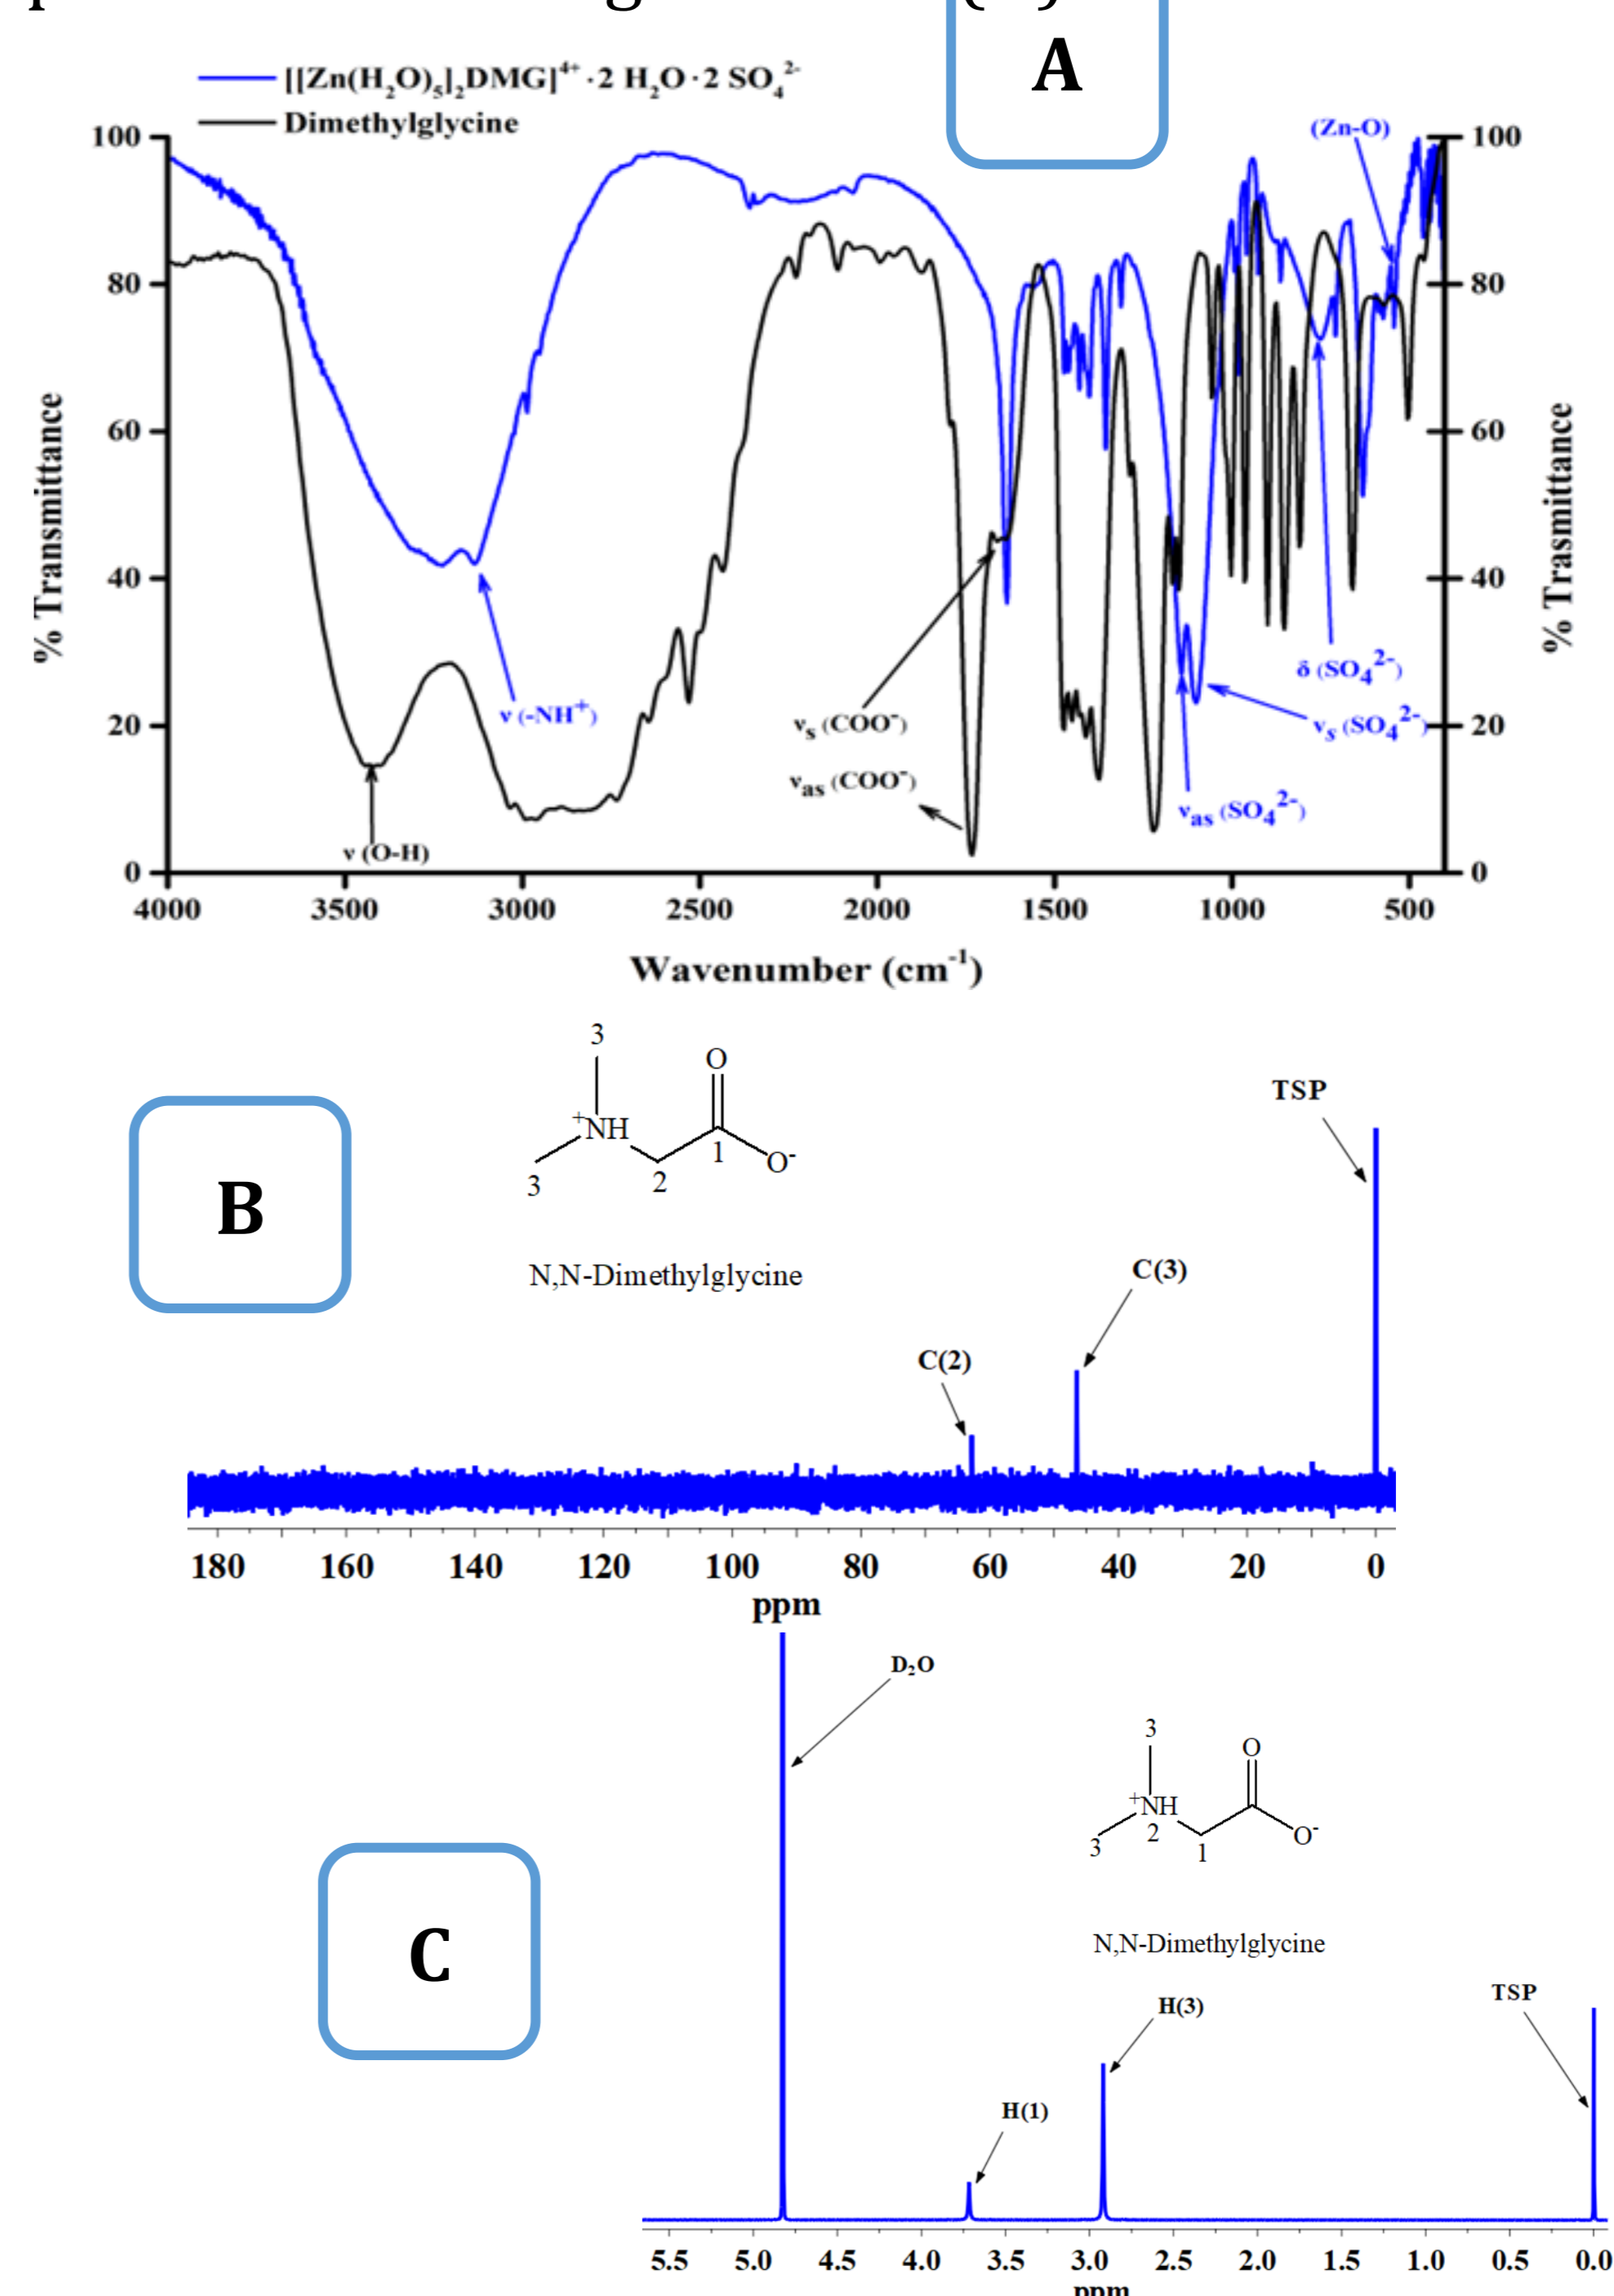 A
[[Zn(H₂O)₅]₂DMG]⁴⁺ · 2 H₂O · 2 SO₄²⁻
Dimethylglycine
(Zn-O)
100
80
60
40
20
0
% Transmittance
100
80
60
40
20
0
% Trasmittance
ν (-NH⁺)
ν (O-H)
νs (COO⁻)
νas (COO⁻)
δ (SO₄²⁻)
νs (SO₄²⁻)
νas (SO₄²⁻)
4000 3500 3000 2500 2000 1500 1000 500
Wavenumber (cm⁻¹)
B
3
O
⁺NH
3
2
1
O⁻
N,N-Dimethylglycine
TSP
C(3)
C(2)
180 160 140 120 100 80 60 40 20 0
ppm
D₂O
C
3
O
⁺NH
3
2
1
O⁻
N,N-Dimethylglycine
TSP
H(3)
H(1)
5.5 5.0 4.5 4.0 3.5 3.0 2.5 2.0 1.5 1.0 0.5 0.0
ppm